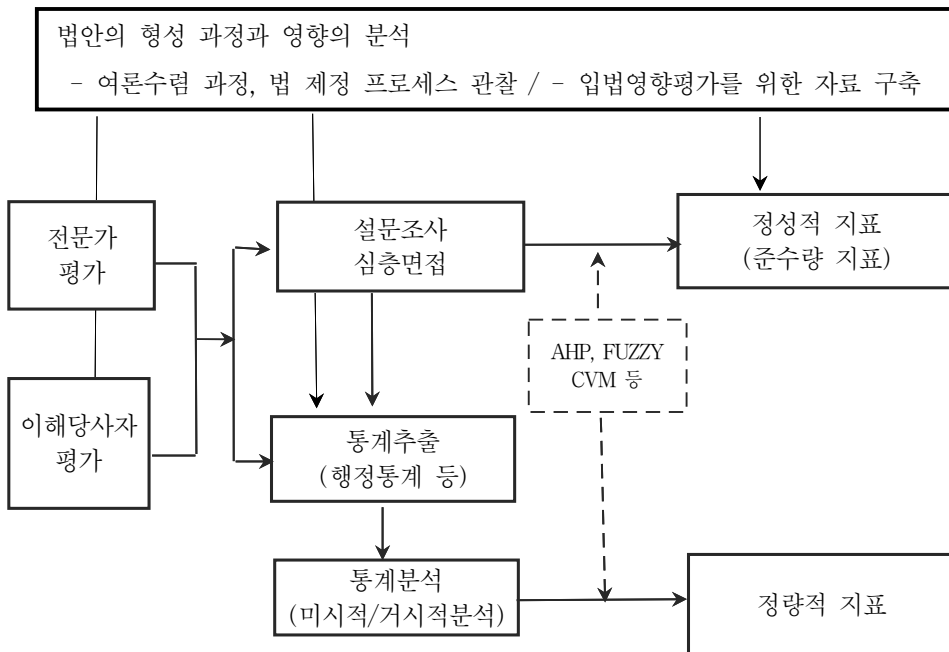 법안의 형성 과정과 영향의 분석
- 여론수렴 과정, 법 제정 프로세스 관찰 / - 입법영향평가를 위한 자료 구축
전문가
평가
설문조사
심층면접
정성적 지표
(준수량 지표)
AHP, FUZZY
CVM 등
이해당사자
평가
통계추출
(행정통계 등)
통계분석
(미시적/거시적분석)
정량적 지표